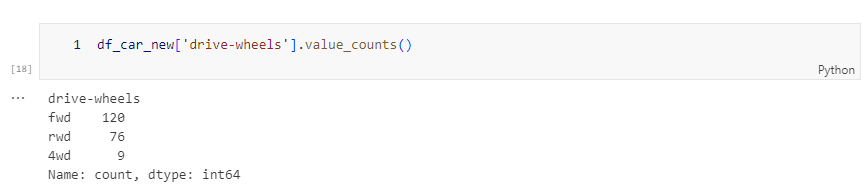 1 df_car_new['drive-wheels'].value_counts()
[18]
Python
...
drive-wheels
fwd    120
rwd     76
4wd      9
Name: count, dtype: int64